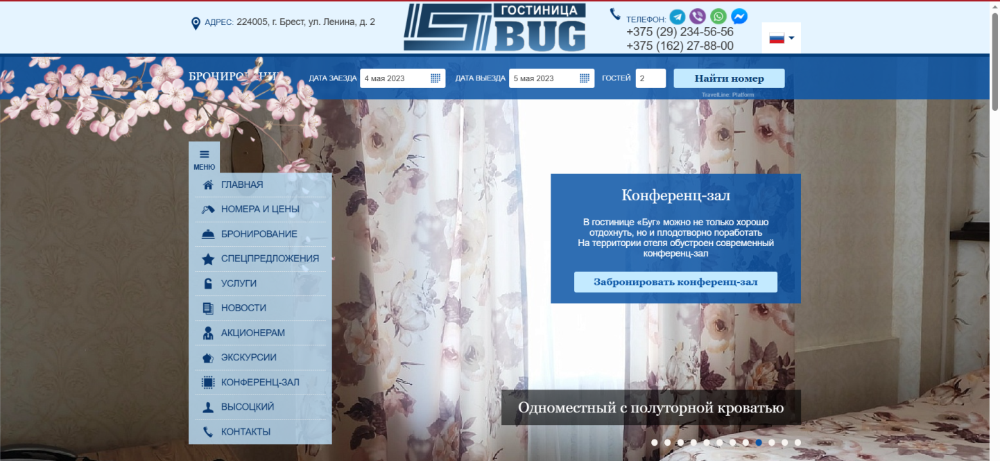 АДРЕС: 224005, г. Брест, ул. Ленина, д. 2
ГОСТИНИЦА
BUG
ТЕЛЕФОН:
+375 (29) 234-56-56
+375 (162) 27-88-00
ДАТА ЗАЕЗДА 4 мая 2023 ДАТА ВЫЕЗДА 5 мая 2023 ГОСТЕЙ 2 Найти номер
TravelLine: Platform
МЕНЮ
ГЛАВНАЯ
НОМЕРА И ЦЕНЫ
БРОНИРОВАНИЕ
СПЕЦПРЕДЛОЖЕНИЯ
УСЛУГИ
НОВОСТИ
АКЦИОНЕРАМ
ЭКСКУРСИИ
КОНФЕРЕНЦ-ЗАЛ
ВЫСОЦКИЙ
КОНТАКТЫ
Конференц-зал
В гостинице «Буг» можно не только хорошо
отдохнуть, но и плодотворно поработать
На территории отеля обустроен современный
конференц-зал
Забронировать конференц-зал
Одноместный с полуторной кроватью